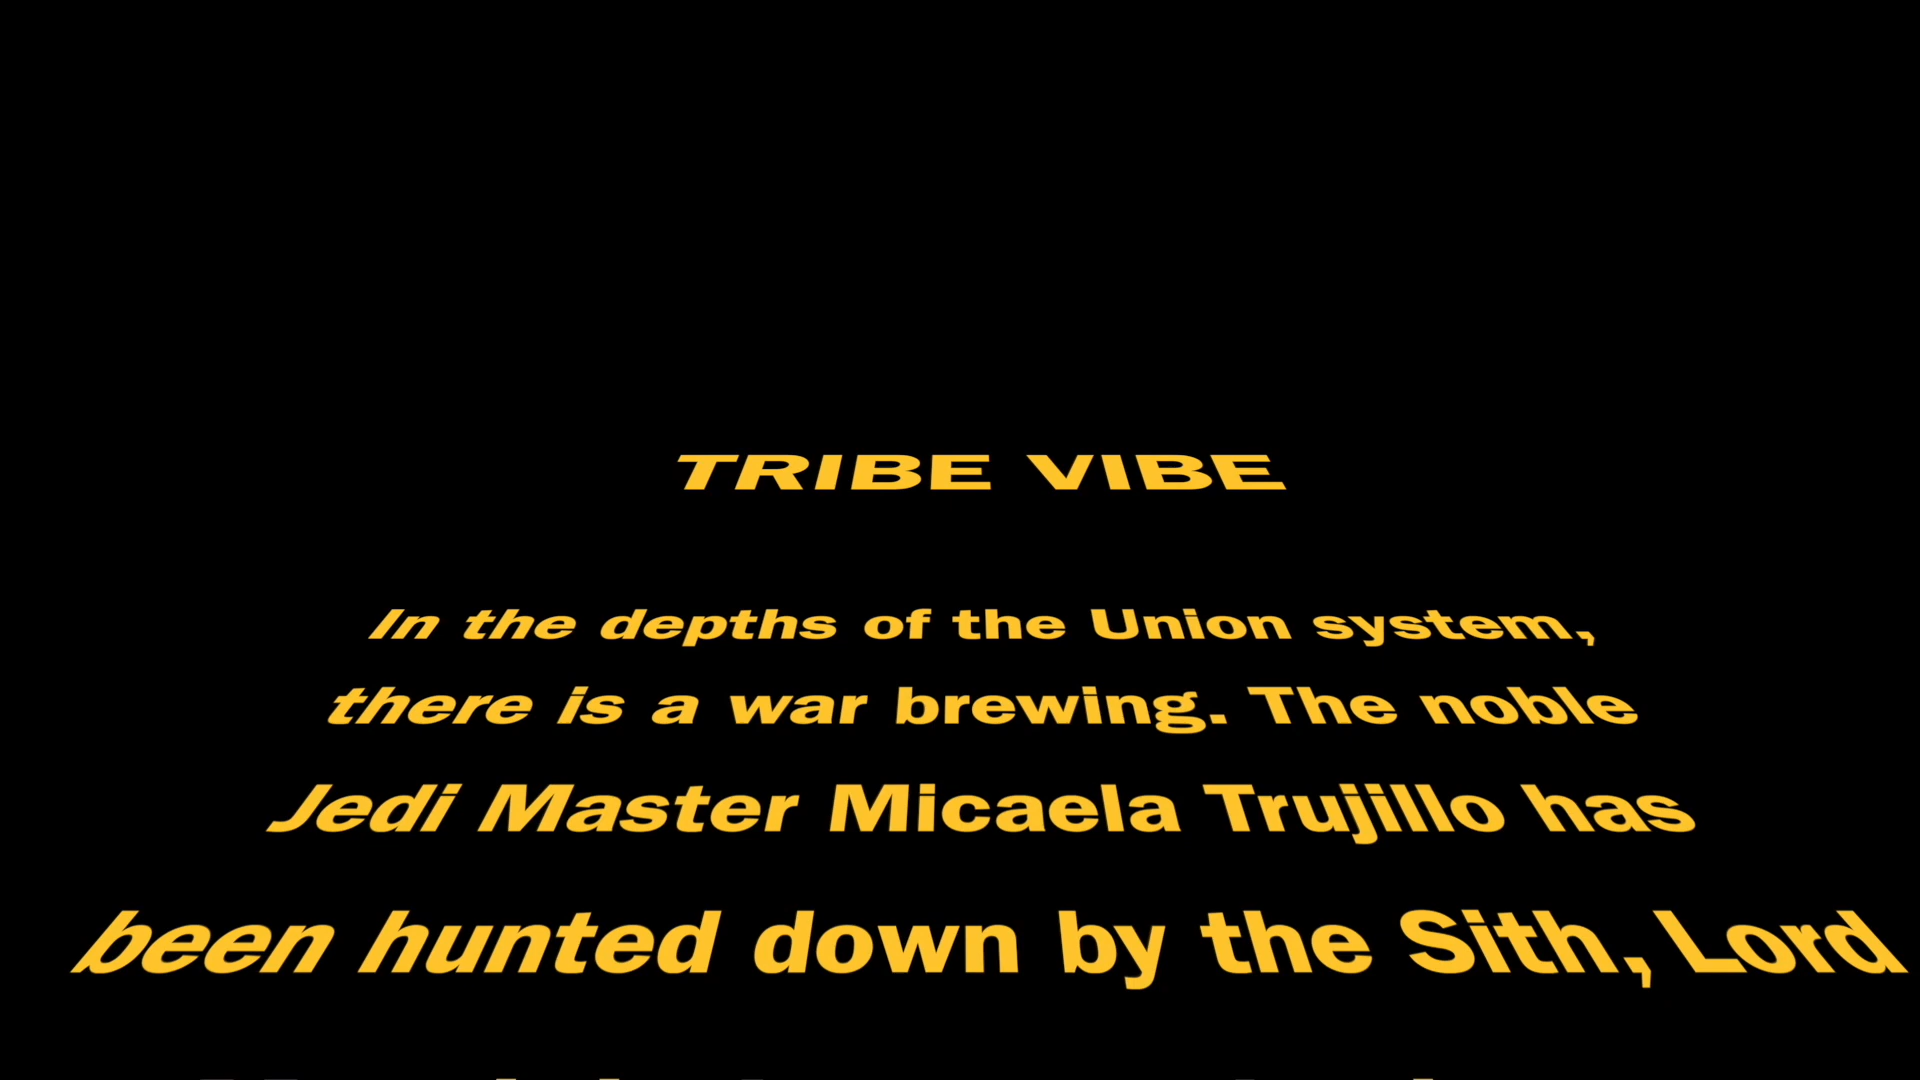 TRIBE VIBE
In the depths of the Union system,
there is a war brewing. The noble
Jedi Master Micaela Trujillo has
been hunted down by the Sith, Lord